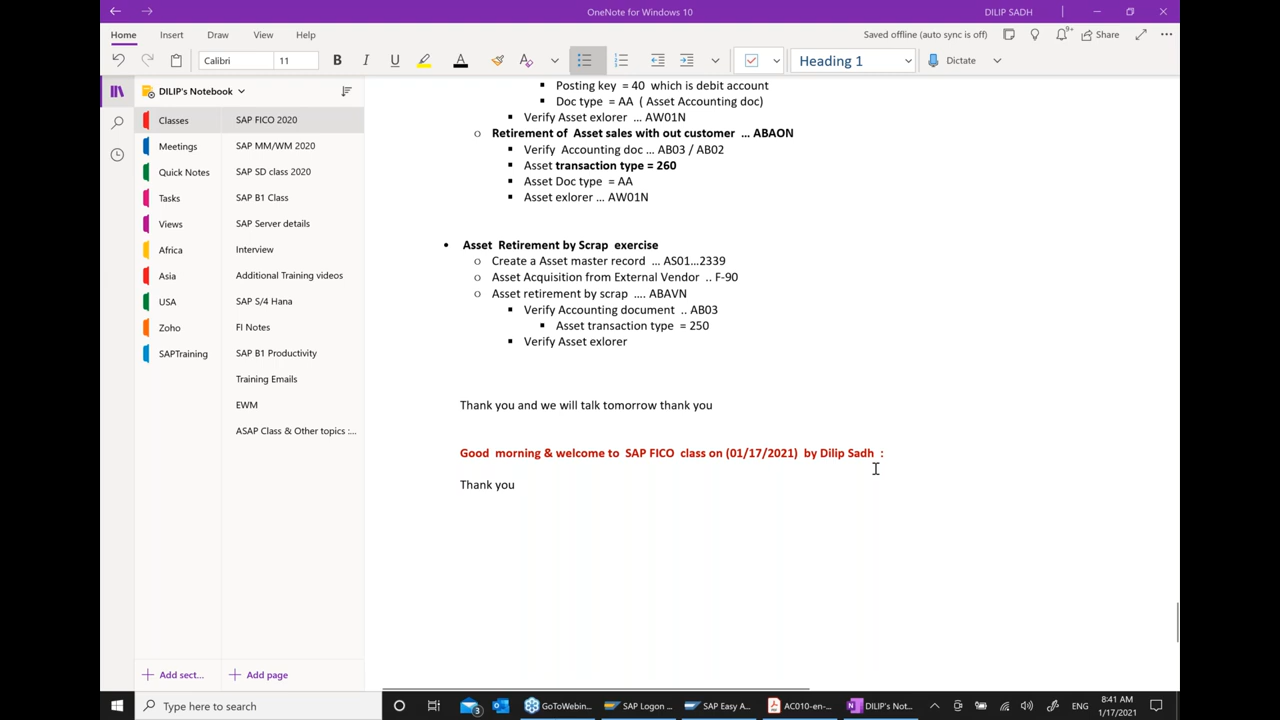 OneNote for Windows 10
DILIP SADH
Home Insert Draw View Help
Saved offline (auto sync is off)
9+
Share
Calibri 11
B I U A
Heading 1
Dictate
DILIP's Notebook
Classes
Meetings
Quick Notes
Tasks
Views
Africa
Asia
USA
Zoho
SAPTraining
Add sect...
SAP FICO 2020
SAP MM/WM 2020
SAP SD class 2020
SAP B1 Class
SAP Server details
Interview
Additional Training videos
SAP S/4 Hana
FI Notes
SAP B1 Productivity
Training Emails
EWM
ASAP Class & Other topics :...
Add page
Posting key = 40 which is debit account
Doc type = AA ( Asset Accounting doc)
Verify Asset exlorer ... AW01N
Retirement of Asset sales with out customer ... ABAON
Verify Accounting doc ... AB03 / AB02
Asset transaction type = 260
Asset Doc type = AA
Asset exlorer ... AW01N
Asset Retirement by Scrap exercise
Create a Asset master record ... AS01...2339
Asset Acquisition from External Vendor .. F-90
Asset retirement by scrap .... ABAVN
Verify Accounting document .. AB03
Asset transaction type = 250
Verify Asset exlorer
Thank you and we will talk tomorrow thank you
Good morning & welcome to SAP FICO class on (01/17/2021) by Dilip Sadh :
Thank you
Type here to search
3
GoToWebin...
SAP Logon ...
SAP Easy A...
AC010-en-...
DILIP's Not...
ENG
8:41 AM
1/17/2021